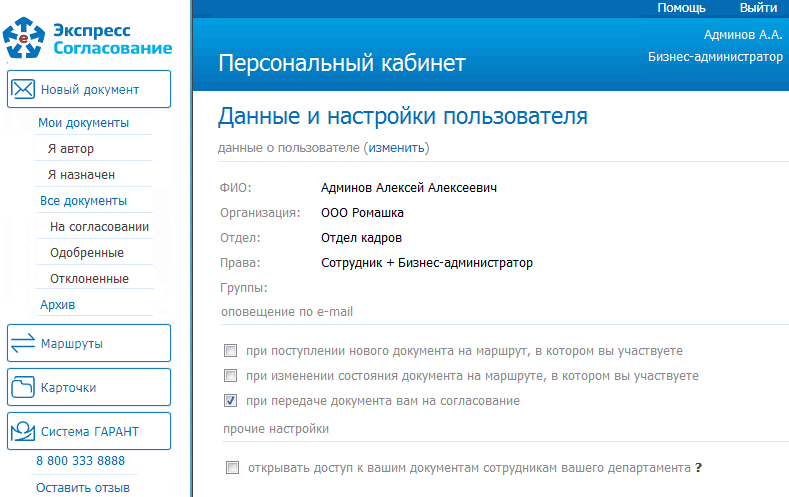 Помощь Выйти
Экспресс
Согласование
Админов А.А.
Персональный кабинет
Бизнес-администратор
Новый документ
Мои документы
Я автор
Я назначен
Все документы
На согласовании
Одобренные
Отклоненные
Архив
Маршруты
Карточки
Система ГАРАНТ
8 800 333 8888
Оставить отзыв
Данные и настройки пользователя
данные о пользователе (изменить)
ФИО: Админов Алексей Алексеевич
Организация: ООО Ромашка
Отдел: Отдел кадров
Права: Сотрудник + Бизнес-администратор
Группы:
оповещение по e-mail
при поступлении нового документа на маршрут, в котором вы участвуете
при изменении состояния документа на маршруте, в котором вы участвуете
при передаче документа вам на согласование
прочие настройки
открывать доступ к вашим документам сотрудникам вашего департамента ?